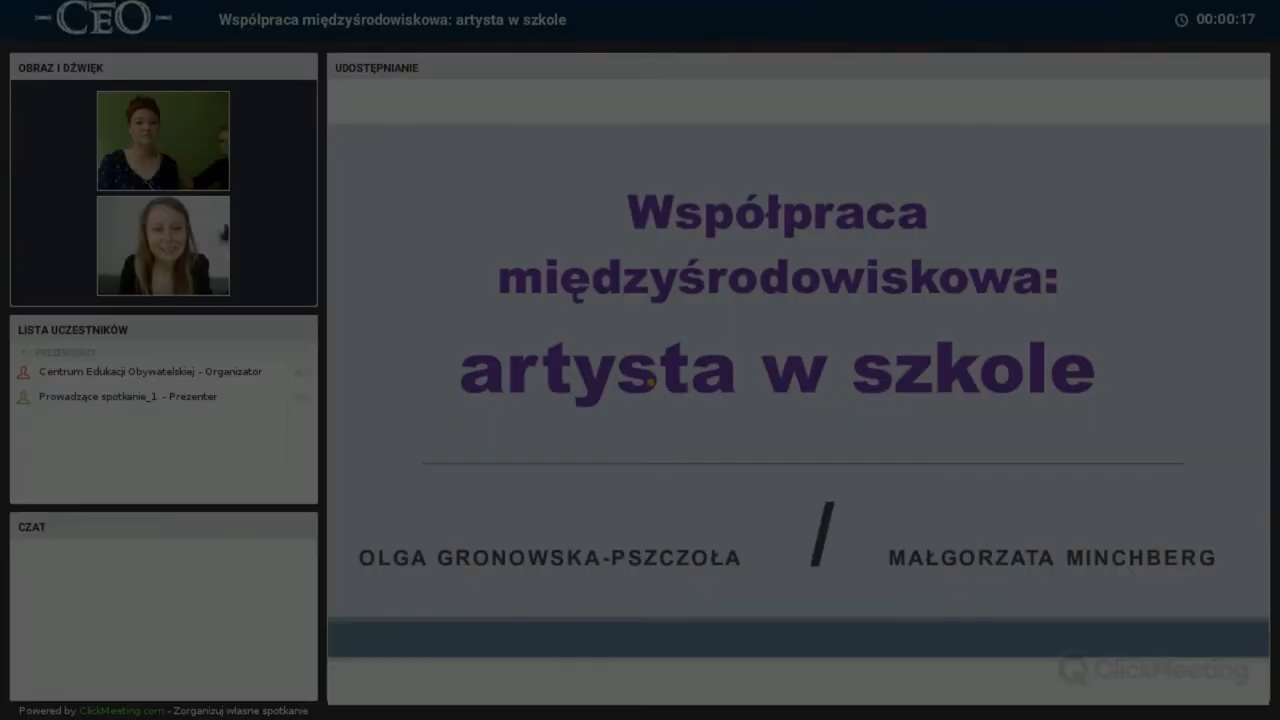 CEO
Współpraca międzyśrodowiskowa: artysta w szkole
00:00:17
OBRAZ I DŹWIĘK
UDOSTĘPNIANIE
Współpraca
międzyśrodowiskowa:
artysta w szkole
OLGA GRONOWSKA-PSZCZOŁA
/
MAŁGORZATA MINCHBERG
LISTA UCZESTNIKÓW
PREZENTERZY
Centrum Edukacji Obywatelskiej - Organizator
Prowadzące spotkanie_1 - Prezenter
CZAT
ClickMeeting
Powered by ClickMeeting.com - Zorganizuj własne spotkanie